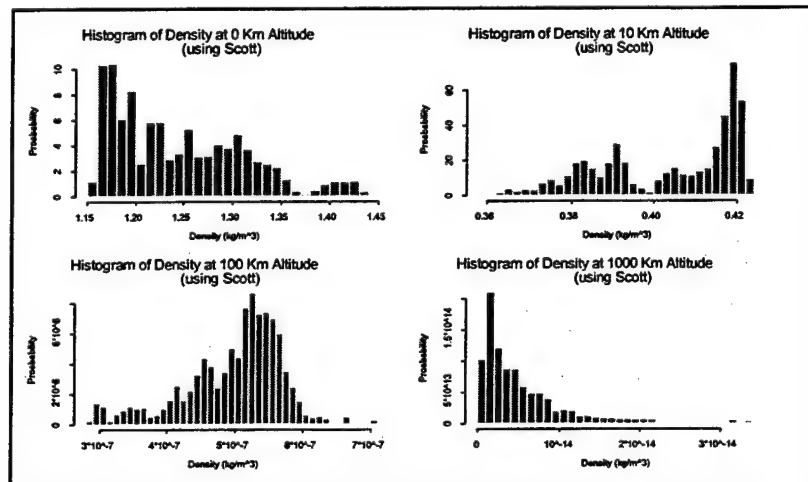 Histogram of Density at 0 Km Altitude
(using Scott)
Probability
0 2 4 6 8 10
1.15 1.20 1.25 1.30 1.35 1.40 1.45
Density (kg/m^3)
Histogram of Density at 10 Km Altitude
(using Scott)
Probability
0 20 40 60
0.36 0.38 0.40 0.42
Density (kg/m^3)
Histogram of Density at 100 Km Altitude
(using Scott)
Probability
0 2*10^6 6*10^6
3*10^-7 4*10^-7 5*10^-7 6*10^-7 7*10^-7
Density (kg/m^3)
Histogram of Density at 1000 Km Altitude
(using Scott)
Probability
0 5*10^13 1.5*10^14
0 10^-14 2*10^-14 3*10^-14
Density (kg/m^3)